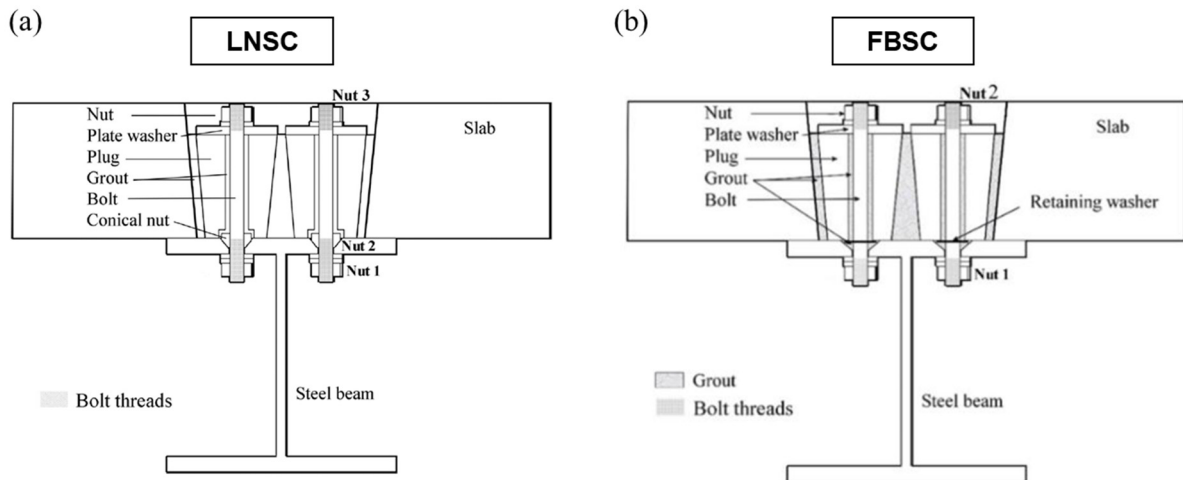 (a)
LNSC
Nut 3
Nut
Plate washer
Plug
Grout
Bolt
Conical nut
Slab
Nut 2
Nut 1
Bolt threads
Steel beam
(b)
FBSC
Nut 2
Nut
Plate washer
Plug
Grout
Bolt
Slab
Retaining washer
Nut 1
Grout
Bolt threads
Steel beam